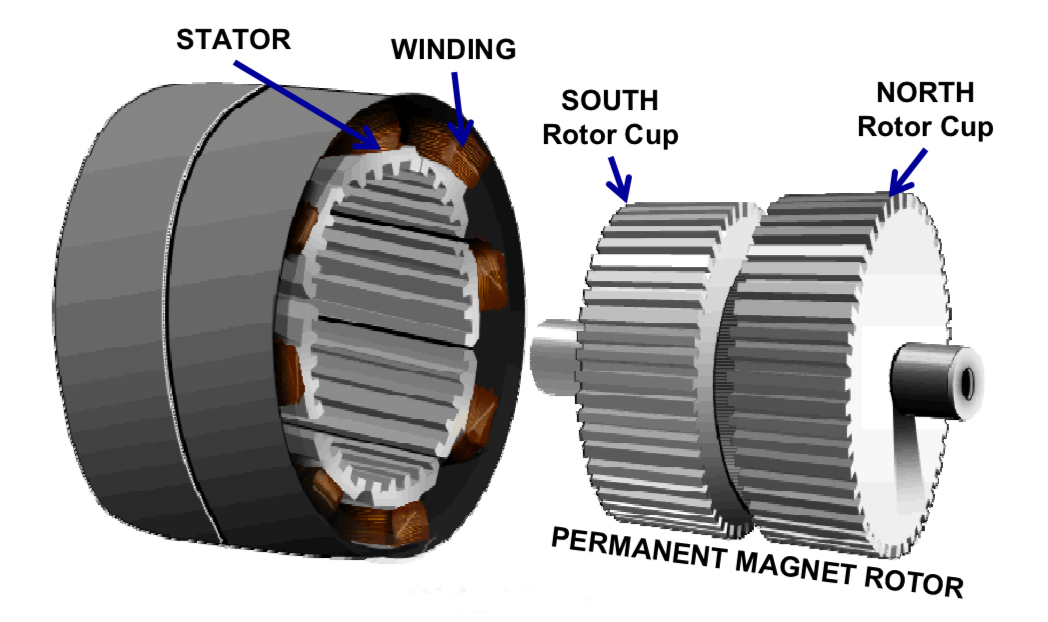 STATOR
WINDING
SOUTH
Rotor Cup
NORTH
Rotor Cup
PERMANENT MAGNET ROTOR